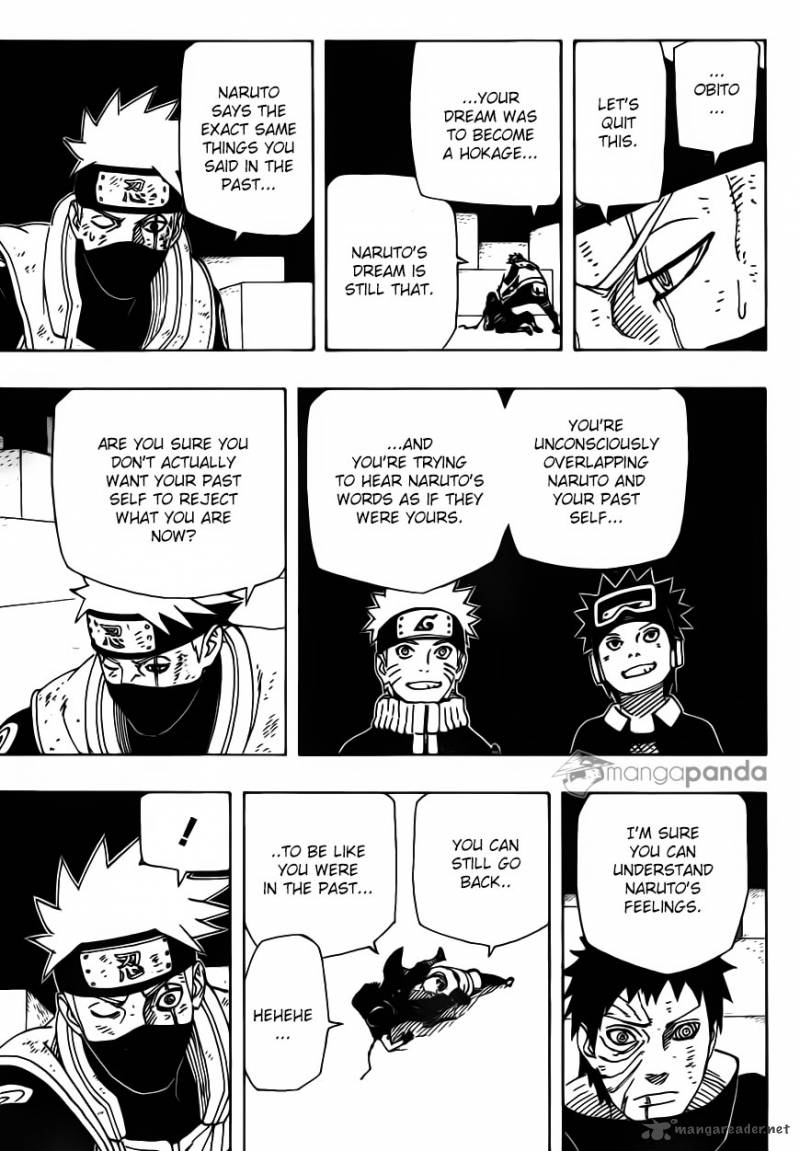 ...
OBITO
...
LET'S
QUIT
THIS.
...YOUR
DREAM WAS
TO BECOME
A HOKAGE...
NARUTO'S
DREAM IS
STILL THAT.
NARUTO
SAYS THE
EXACT SAME
THINGS YOU
SAID IN THE
PAST...
忍
YOU'RE
UNCONSCIOUSLY
OVERLAPPING
NARUTO AND
YOUR PAST
SELF...
...AND
YOU'RE TRYING
TO HEAR NARUTO'S
WORDS AS IF THEY
WERE YOURS.
ARE YOU SURE YOU
DON'T ACTUALLY
WANT YOUR PAST
SELF TO REJECT
WHAT YOU ARE
NOW?
忍
mangapanda
I'M SURE
YOU CAN
UNDERSTAND
NARUTO'S
FEELINGS.
YOU CAN
STILL GO
BACK..
..TO BE LIKE
YOU WERE
IN THE PAST...
HEHEHE
...
!
忍
mangareader.net